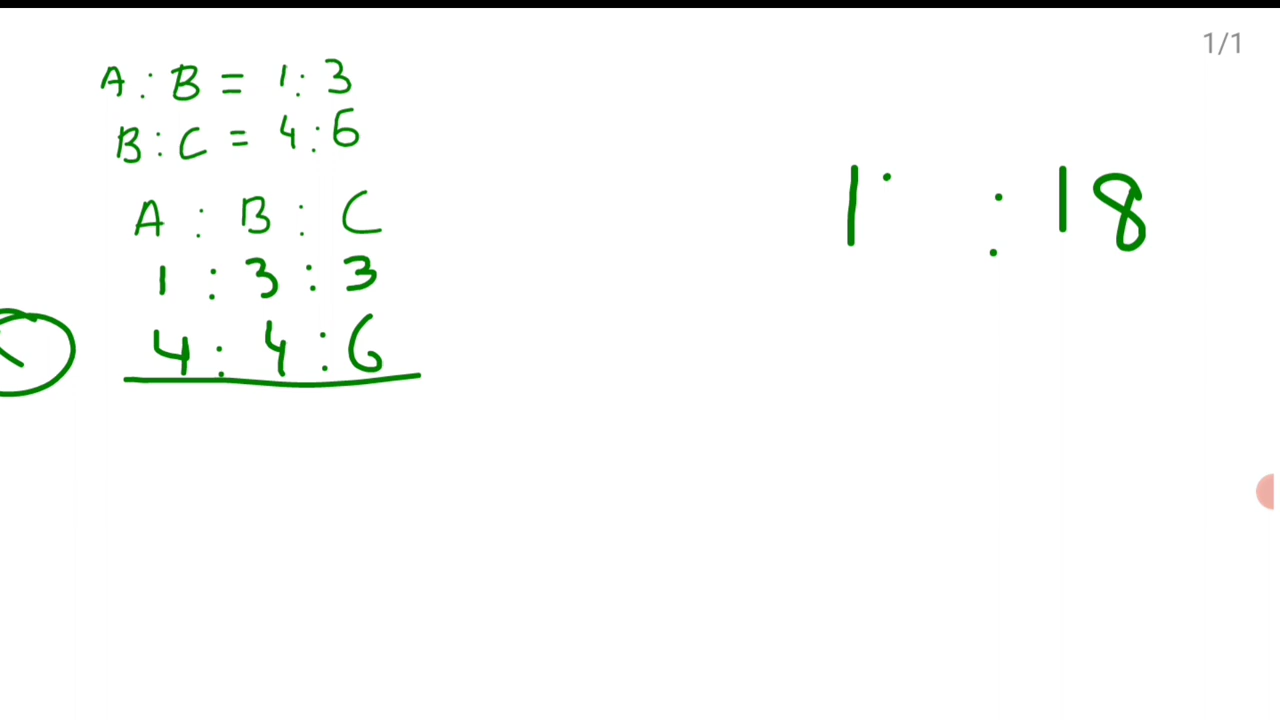 1/1
A : B = 1 : 3
B : C = 4 : 6
A : B : C
1 : 3 : 3
4 : 4 : 6
1 : 18